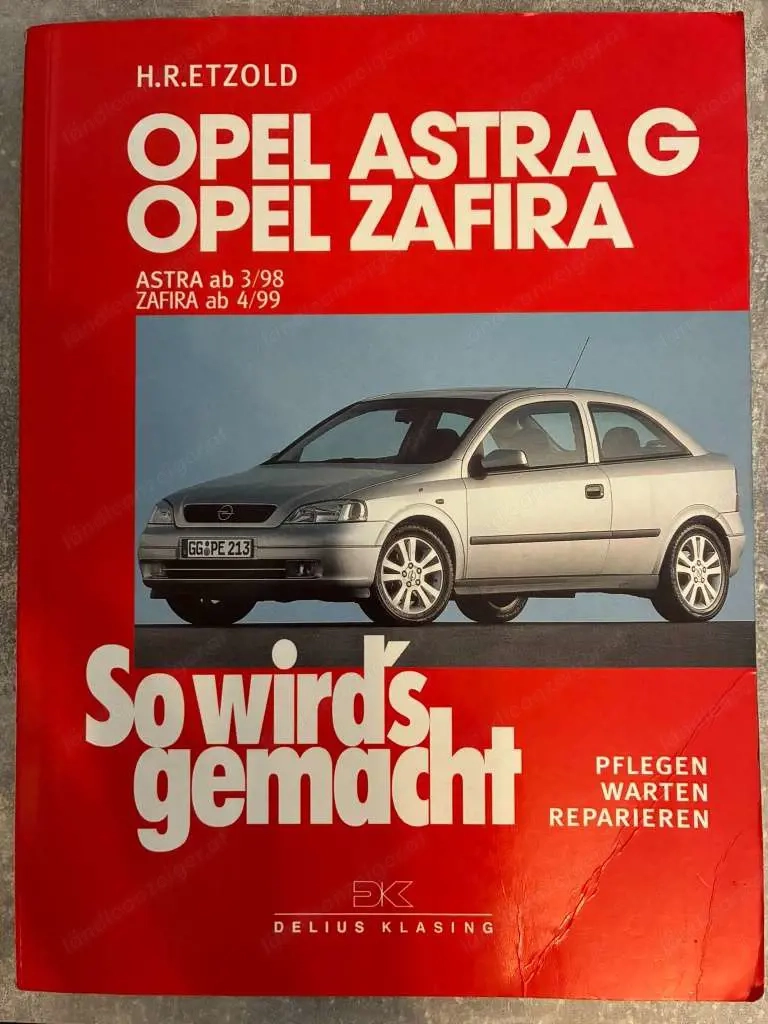 H.R.ETZOLD
OPEL ASTRA G
OPEL ZAFIRA
ASTRA ab 3/98
ZAFIRA ab 4/99
GG PE 213
So wird's
gemacht
PFLEGEN
WARTEN
REPARIEREN
DK
DELIUS KLASING